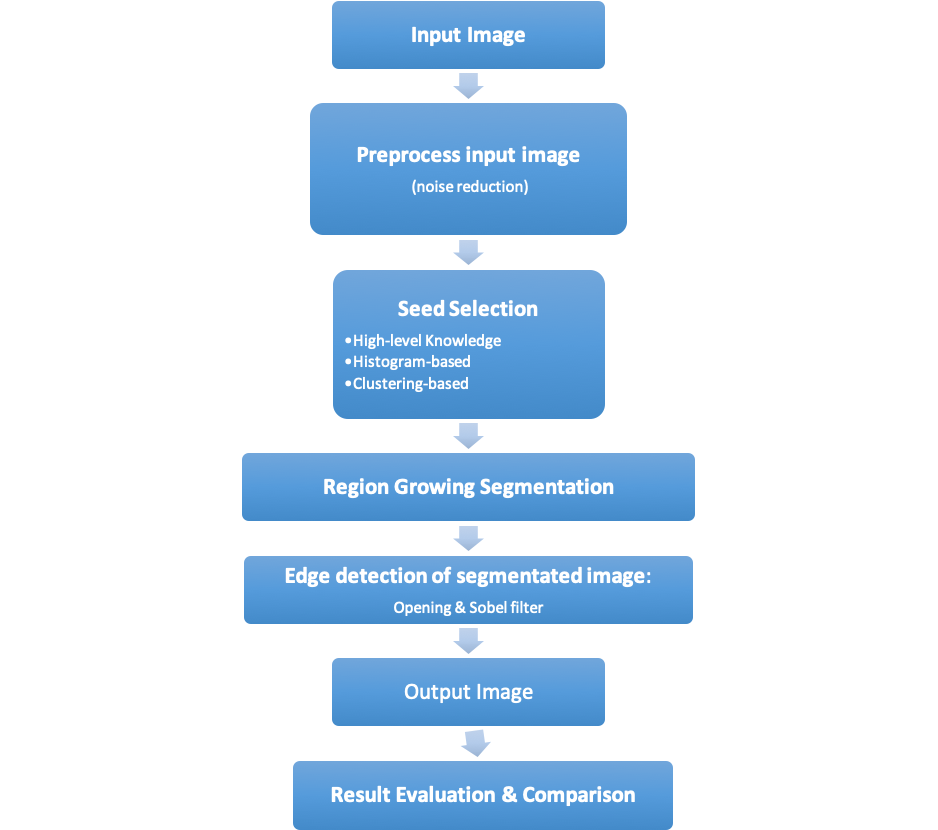 Input Image
Preprocess input image
(noise reduction)
Seed Selection
•High-level Knowledge
•Histogram-based
•Clustering-based
Region Growing Segmentation
Edge detection of segmentated image:
Opening & Sobel filter
Output Image
Result Evaluation & Comparison